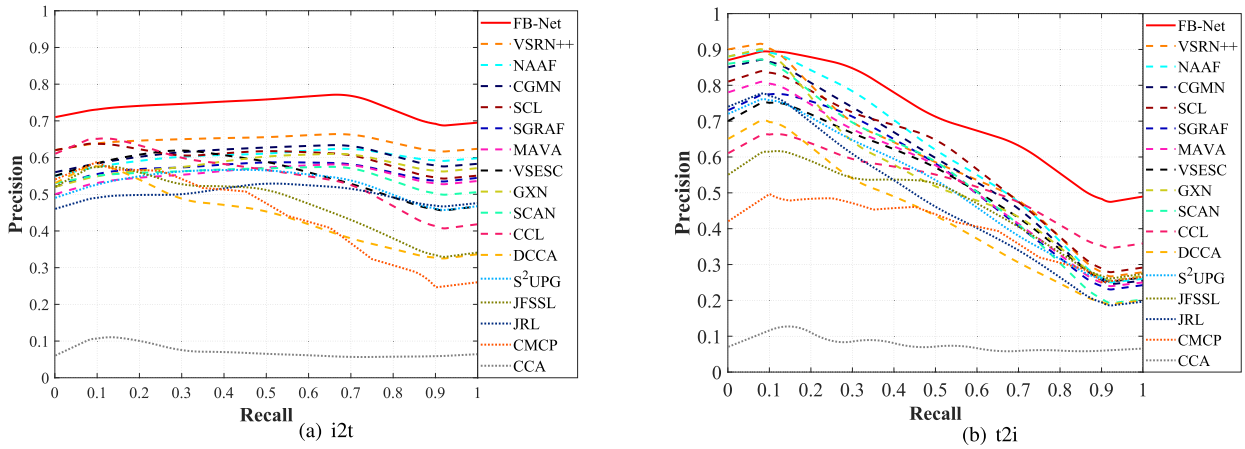 1
0.9
0.8
0.7
0.6
0.5
0.4
0.3
0.2
0.1
0
Precision
0 0.1 0.2 0.3 0.4 0.5 0.6 0.7 0.8 0.9 1
Recall
FB-Net
VSRN++
NAAF
CGMN
SCL
SGRAF
MAVA
VSESC
GXN
SCAN
CCL
DCCA
S²UPG
JFSSL
JRL
CMCP
CCA
(a) i2t
1
0.9
0.8
0.7
0.6
0.5
0.4
0.3
0.2
0.1
0
Precision
0 0.1 0.2 0.3 0.4 0.5 0.6 0.7 0.8 0.9 1
Recall
FB-Net
VSRN++
NAAF
CGMN
SCL
SGRAF
MAVA
VSESC
GXN
SCAN
CCL
DCCA
S²UPG
JFSSL
JRL
CMCP
CCA
(b) t2i